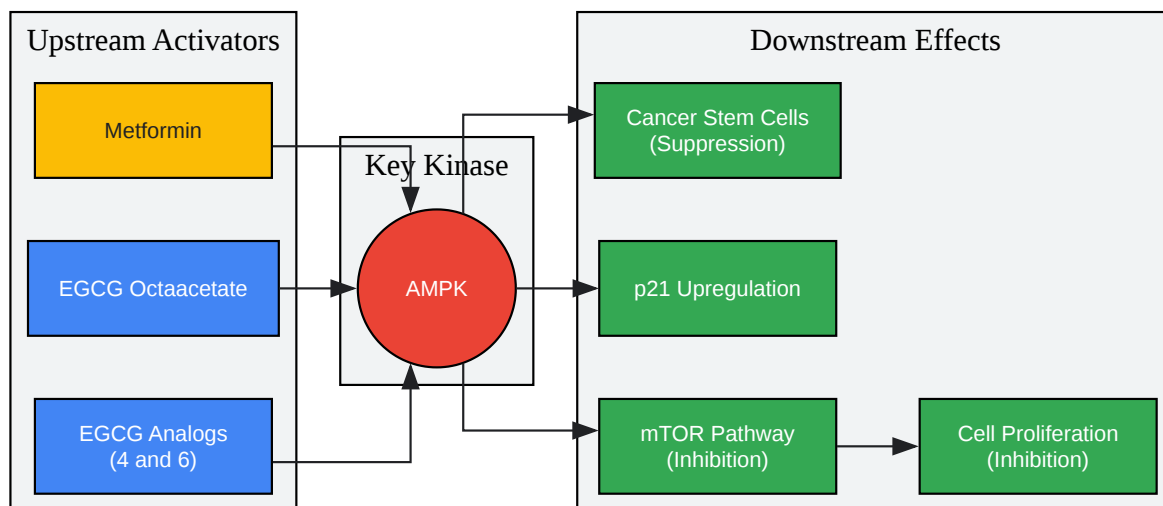 Upstream Activators
Metformin
EGCG Octaacetate
EGCG Analogs
(4 and 6)
Key Kinase
AMPK
Downstream Effects
Cancer Stem Cells
(Suppression)
p21 Upregulation
mTOR Pathway
(Inhibition)
Cell Proliferation
(Inhibition)